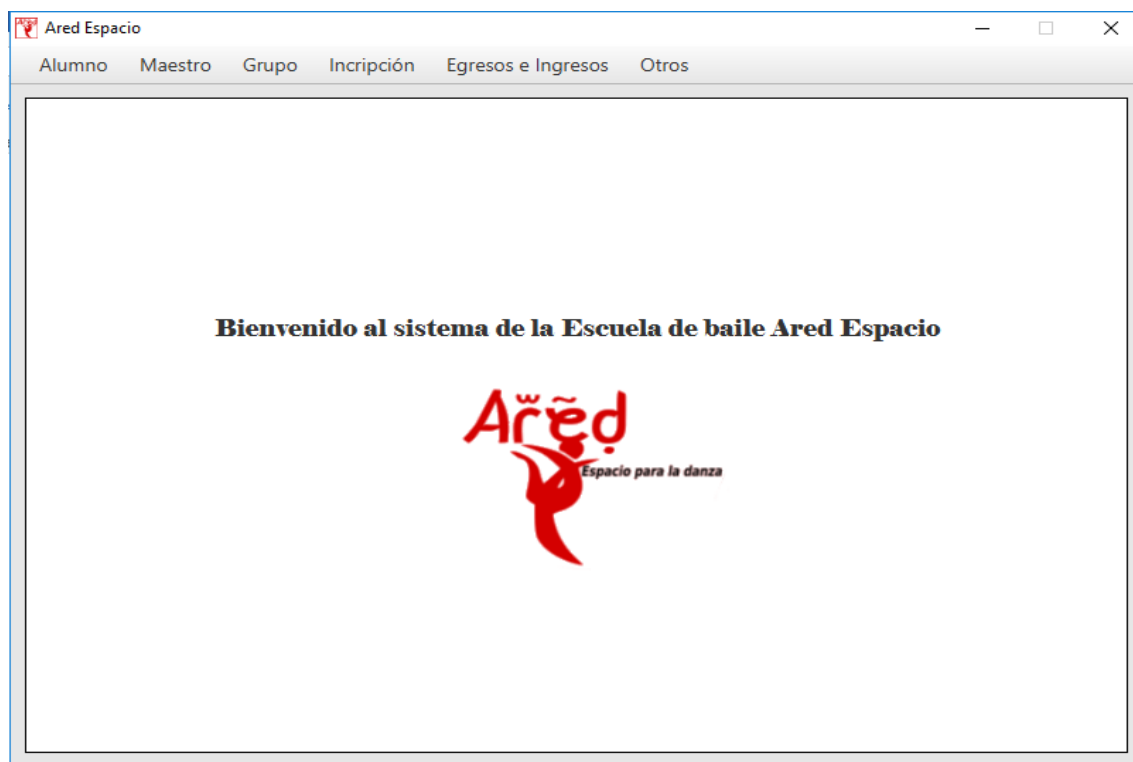 Ared Espacio
Alumno Maestro Grupo Incripción Egresos e Ingresos Otros
Bienvenido al sistema de la Escuela de baile Ared Espacio
Ared
Espacio para la danza